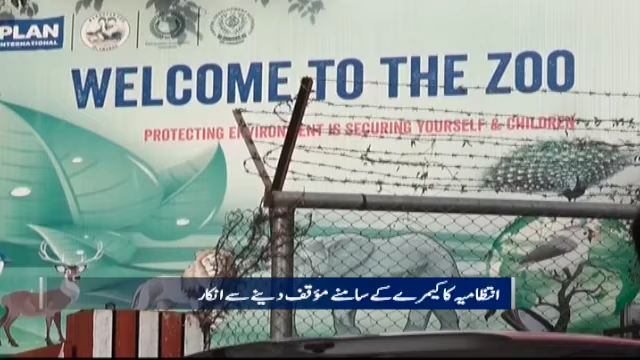 PLAN
INTERNATIONAL
WELCOME TO THE ZOO
PROTECTING ENVIRONMENT IS SECURING YOURSELF & CHILDREN
انتظامیہ کا کیمرے کے سامنے مؤقف دینے سے انکار